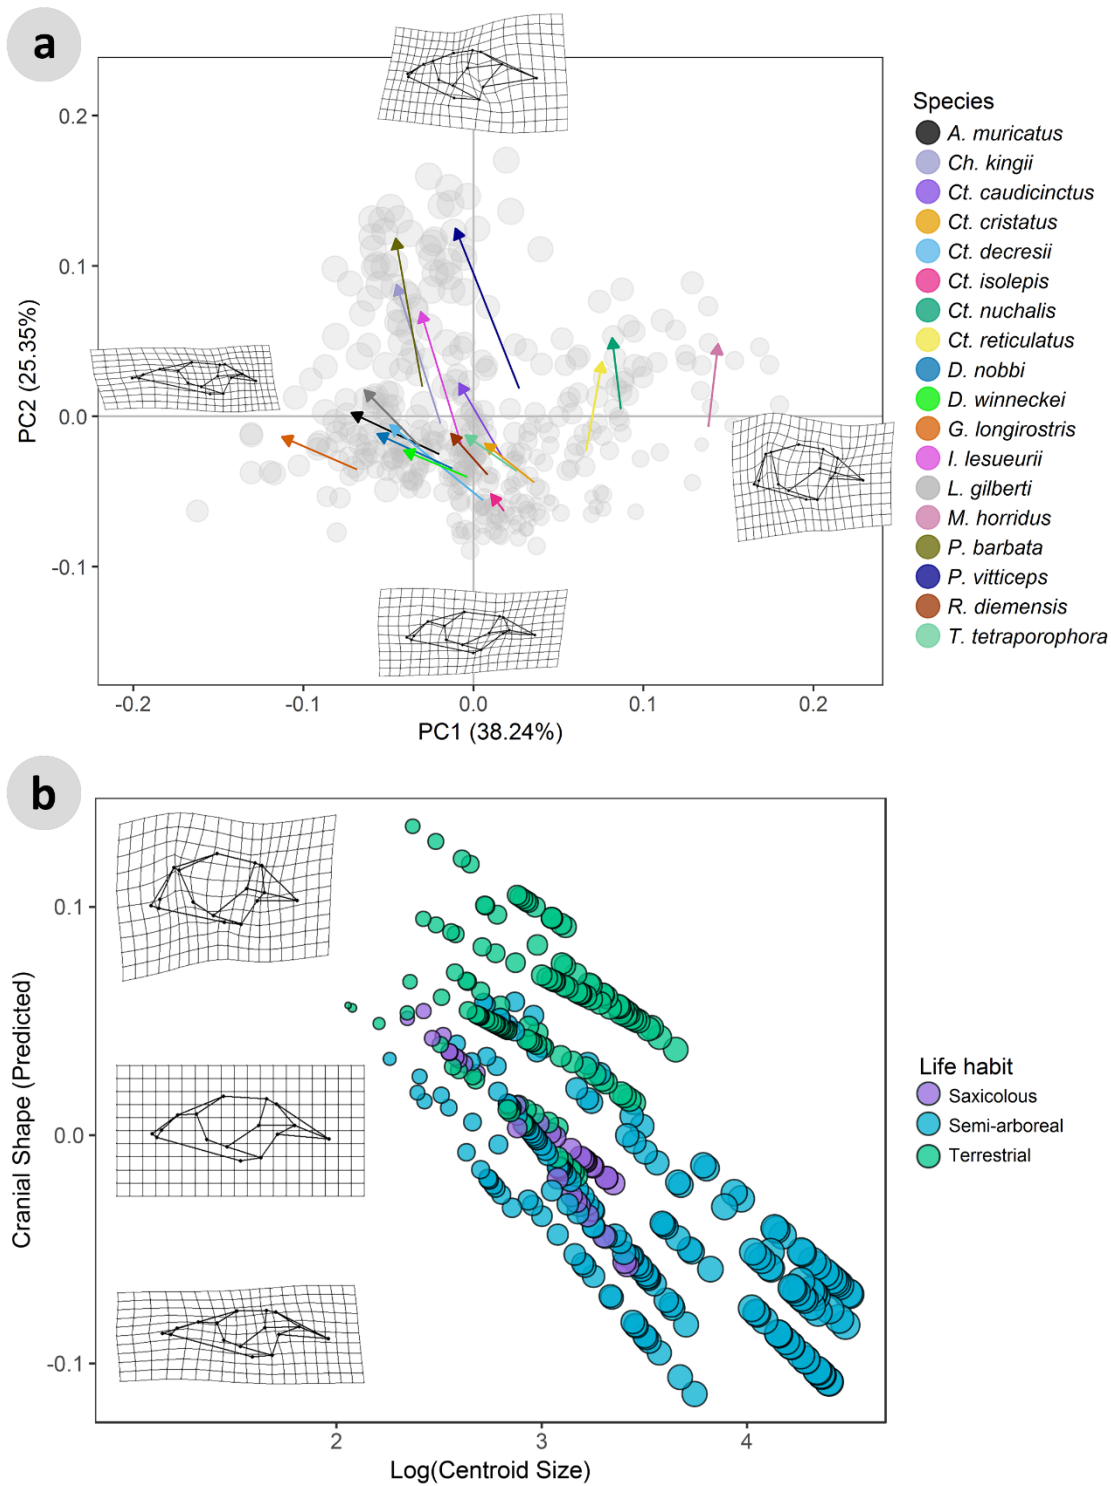 a
0.2
0.1
0.0
-0.1
PC2 (25.35%)
-0.2
-0.1
0.0
0.1
0.2
PC1 (38.24%)
Species
A. muricatus
Ch. kingii
Ct. caudicinctus
Ct. cristatus
Ct. decresii
Ct. isolepis
Ct. nuchalis
Ct. reticulatus
D. nobbi
D. winneckei
G. longirostris
I. lesueurii
L. gilberti
M. horridus
P. barbata
P. vitticeps
R. diemensis
T. tetraporophora
b
0.1
0.0
-0.1
Cranial Shape (Predicted)
2
3
4
Log(Centroid Size)
Life habit
Saxicolous
Semi-arboreal
Terrestrial